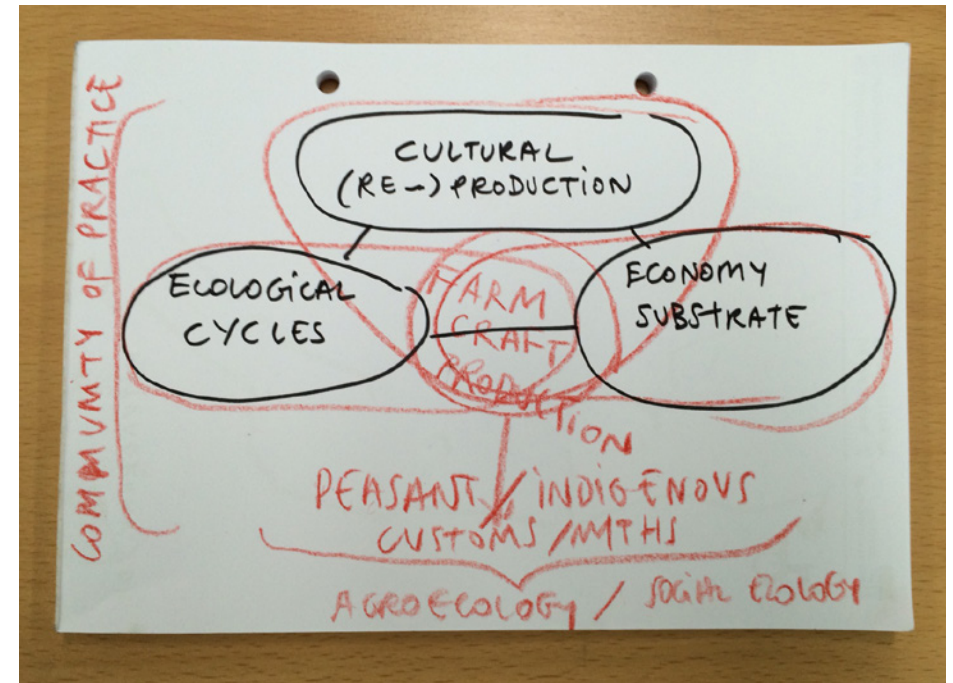 COMMUNITY OF PRACTICE
CULTURAL
(RE-)PRODUCTION
ECOLOGICAL
CYCLES
ECONOMY
SUBSTRATE
HARM
CRAFT
PRODUCTION
PEASANT / INDIGENOUS
CUSTOMS / MYTHS
AGROECOLOGY / SOCIAL ECOLOGY